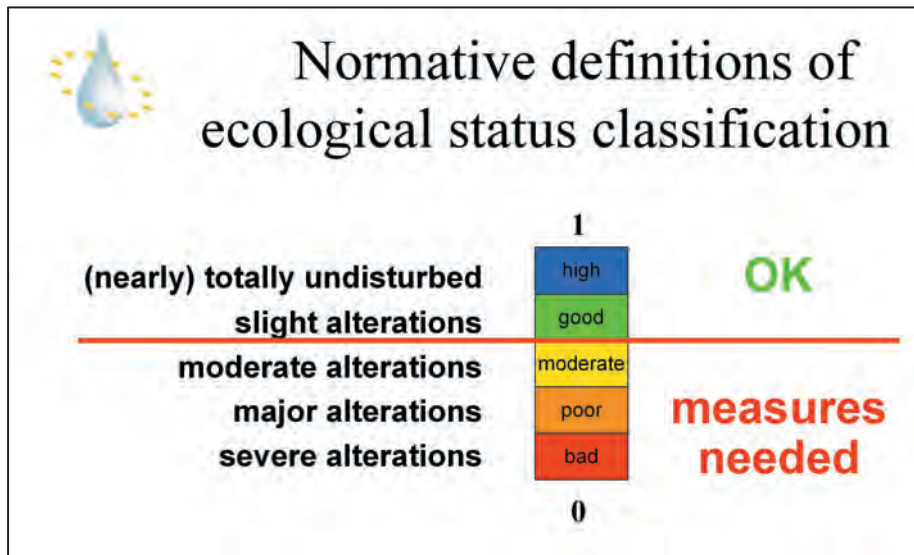 Normative definitions of
ecological status classification
1
(nearly) totally undisturbed high OK
slight alterations good
moderate alterations moderate
major alterations poor measures
severe alterations bad needed
0